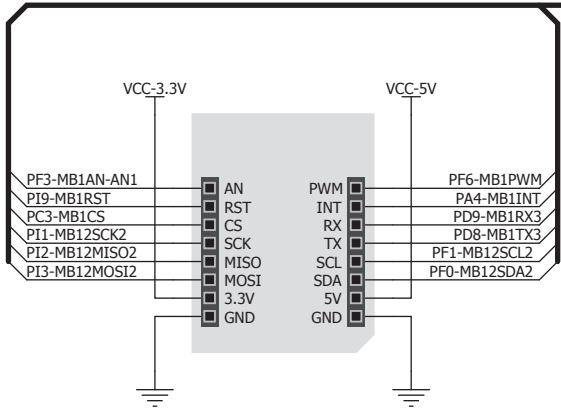 VCC-3.3V VCC-5V
PF3-MB1AN-AN1 AN PWM PF6-MB1PWM
PI9-MB1RST RST INT PA4-MB1INT
PC3-MB1CS CS RX PD9-MB1RX3
PI1-MB12SCK2 SCK TX PD8-MB1TX3
PI2-MB12MISO2 MISO SCL PF1-MB12SCL2
PI3-MB12MOSI2 MOSI SDA PF0-MB12SDA2
3.3V 5V
GND GND